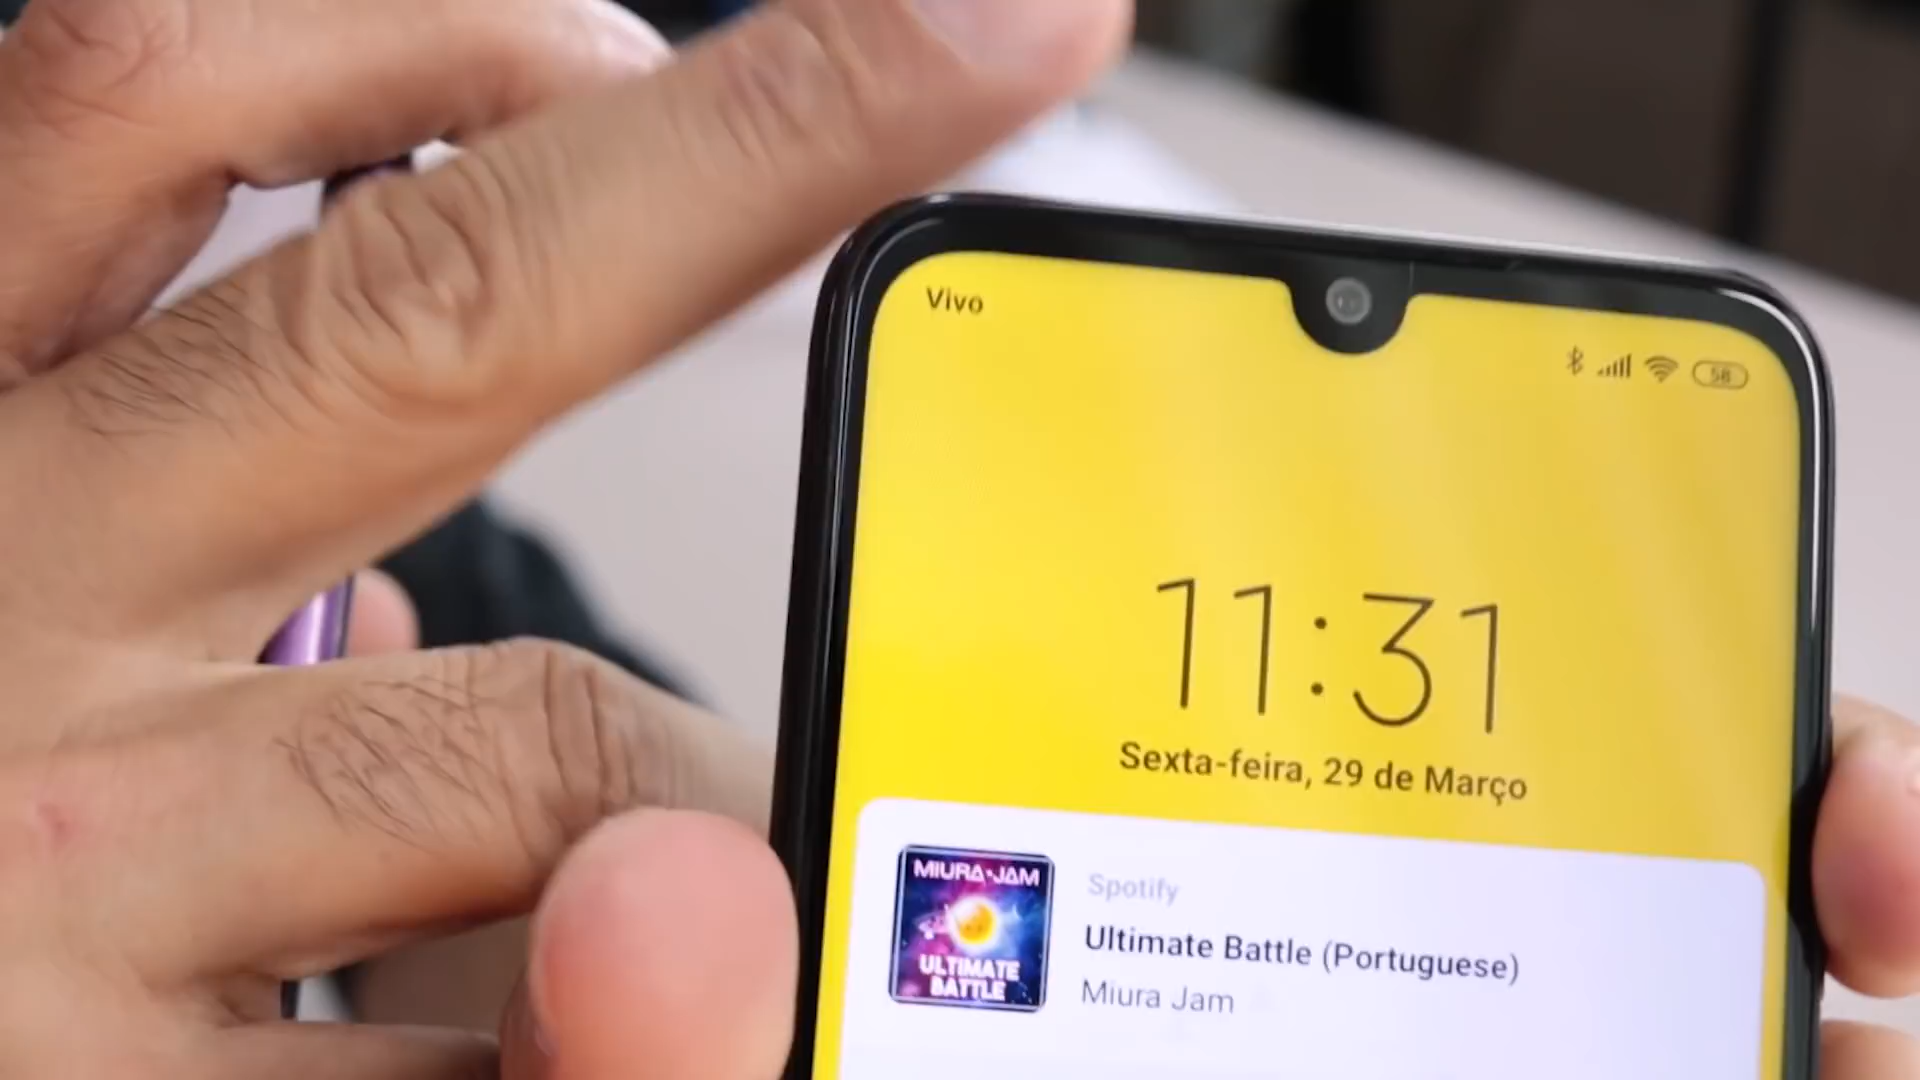 Vivo
58
11:31
Sexta-feira, 29 de Março
MIURA•JAM
ULTIMATE
BATTLE
Spotify
Ultimate Battle (Portuguese)
Miura Jam